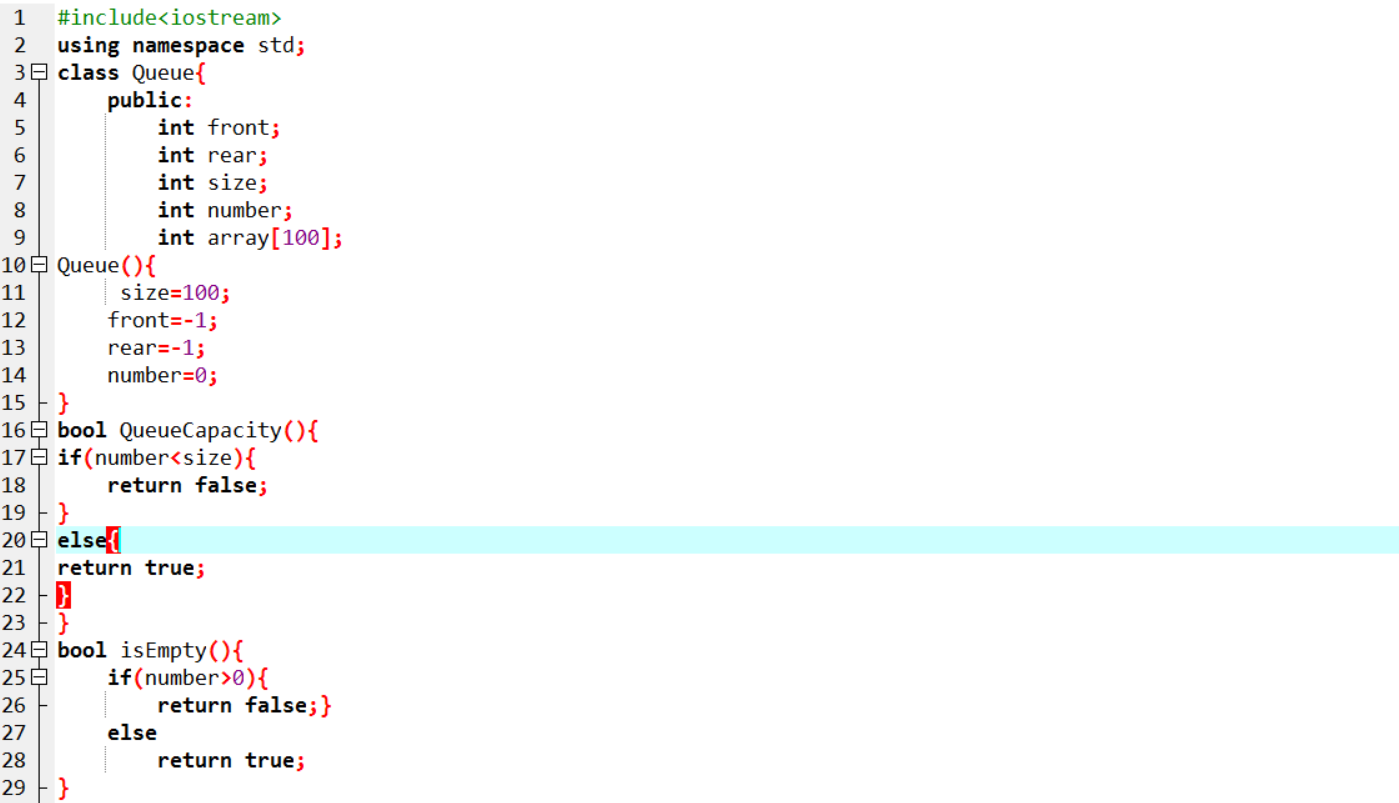 1 #include<iostream>
2 using namespace std;
3 class Queue{
4 public:
5 int front;
6 int rear;
7 int size;
8 int number;
9 int array[100];
10 Queue(){
11 size=100;
12 front=-1;
13 rear=-1;
14 number=0;
15 }
16 bool QueueCapacity(){
17 if(number<size){
18 return false;
19 }
20 else{
21 return true;
22 }
23 }
24 bool isEmpty(){
25 if(number>0){
26 return false;}
27 else
28 return true;
29 }